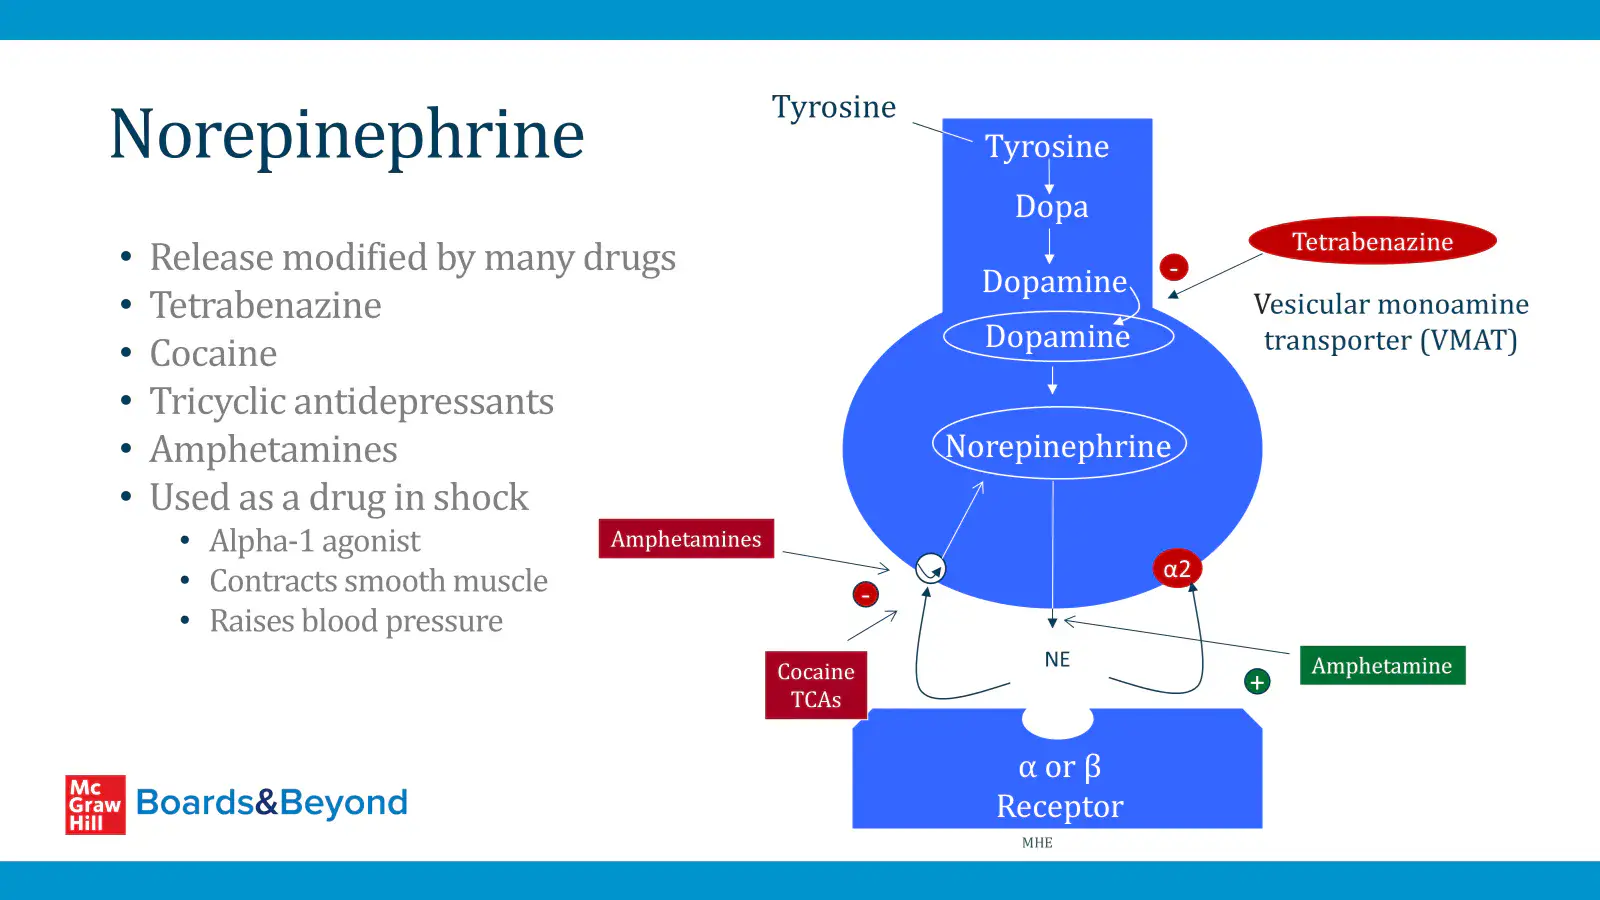 Norepinephrine
• Release modified by many drugs
• Tetrabenazine
• Cocaine
• Tricyclic antidepressants
• Amphetamines
• Used as a drug in shock
• Alpha-1 agonist
• Contracts smooth muscle
• Raises blood pressure
Tyrosine
Tyrosine
Dopa
Dopamine
Dopamine
Norepinephrine
-
Tetrabenazine
Vesicular monoamine
transporter (VMAT)
Amphetamines
-
Cocaine
TCAs
α2
NE
+
Amphetamine
α or β
Receptor
MHE
Mc
Graw
Hill
Boards&Beyond